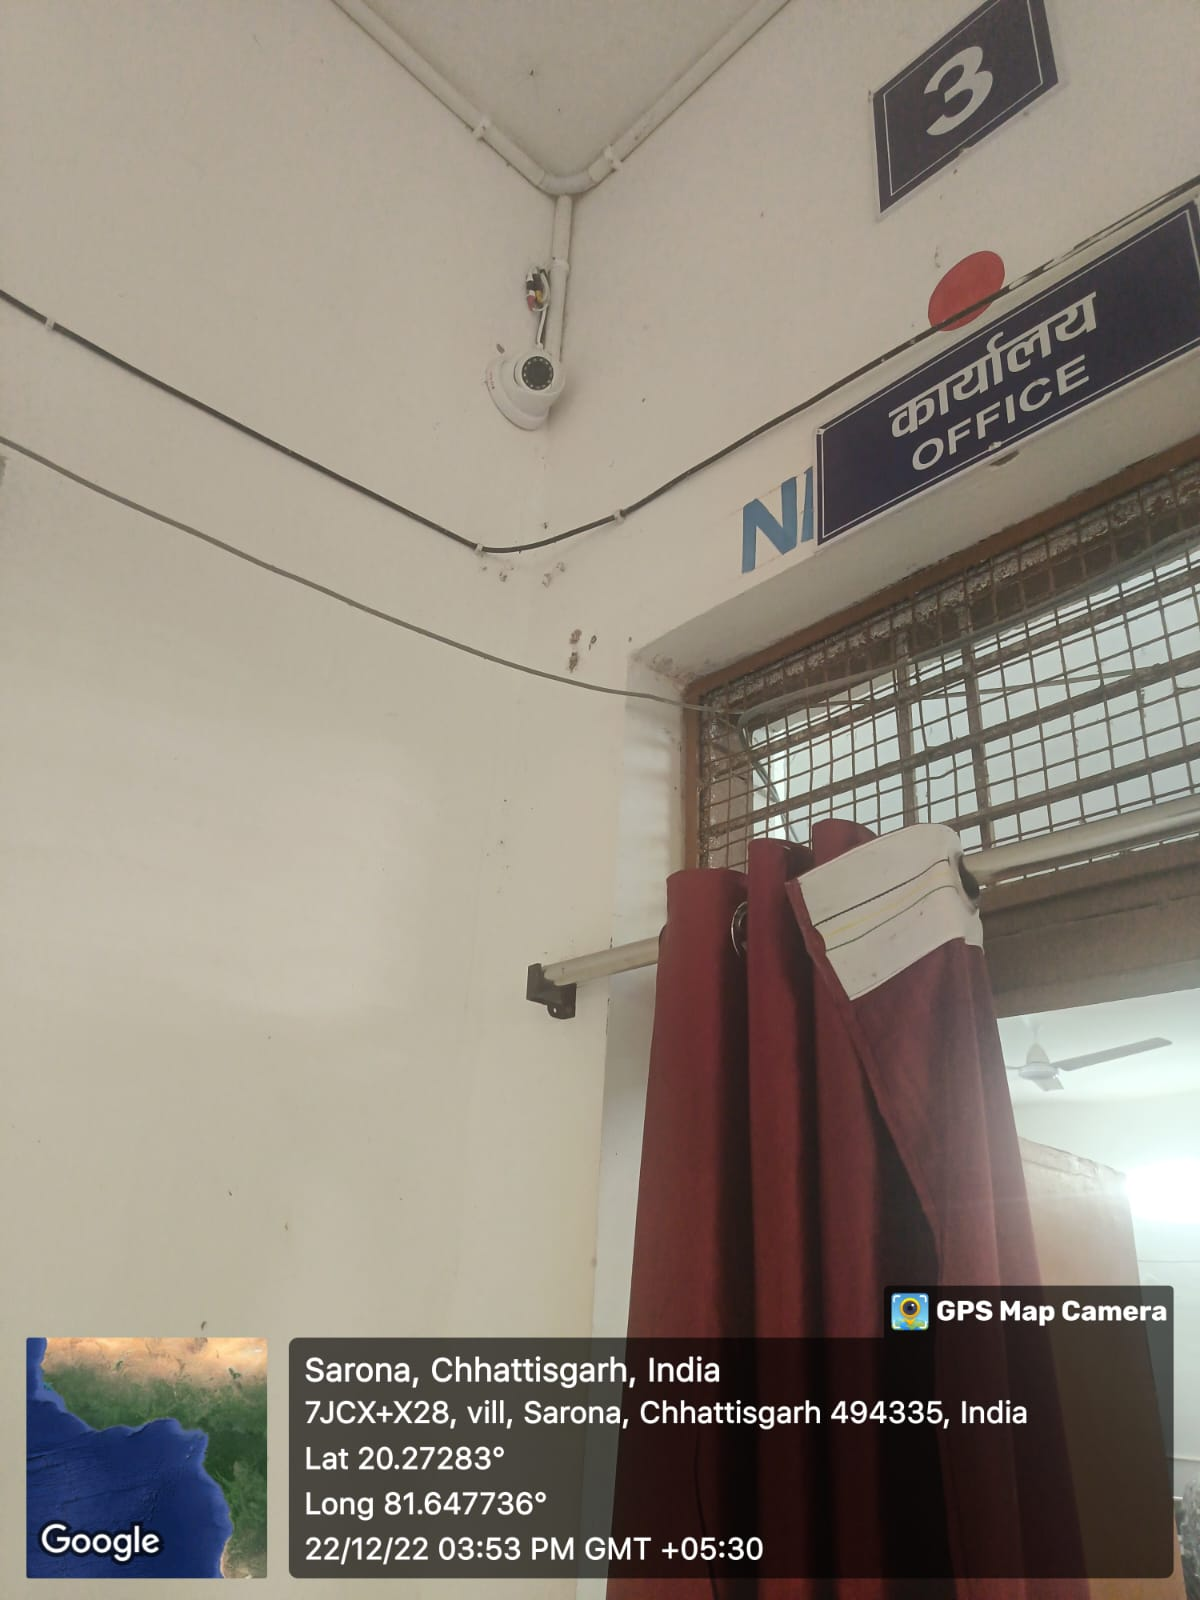 3
कार्यालय
OFFICE
GPS Map Camera
Sarona, Chhattisgarh, India
7JCX+X28, vill, Sarona, Chhattisgarh 494335, India
Lat 20.27283°
Long 81.647736°
22/12/22 03:53 PM GMT +05:30
Google